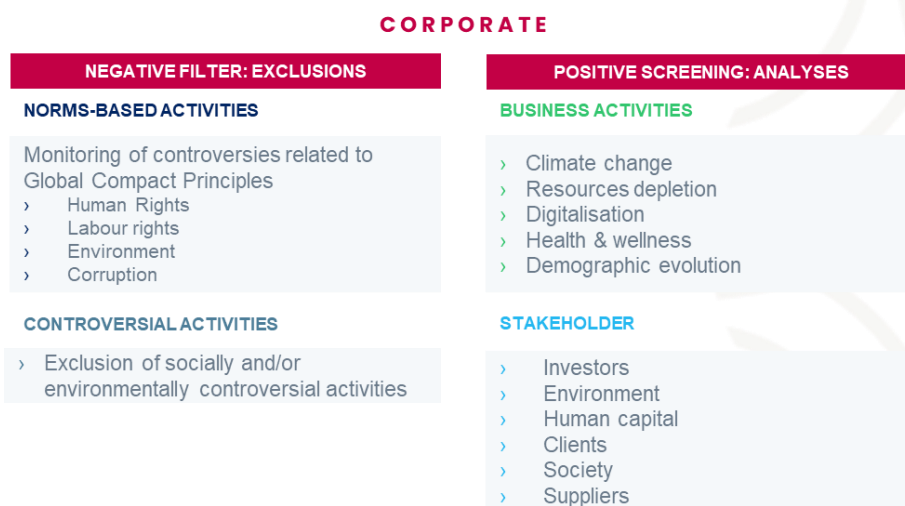 CORPORATE
NEGATIVE FILTER: EXCLUSIONS
NORMS-BASED ACTIVITIES
Monitoring of controversies related to
Global Compact Principles
› Human Rights
› Labour rights
› Environment
› Corruption
CONTROVERSIAL ACTIVITIES
› Exclusion of socially and/or
environmentally controversial activities
POSITIVE SCREENING: ANALYSES
BUSINESS ACTIVITIES
› Climate change
› Resources depletion
› Digitalisation
› Health & wellness
› Demographic evolution
STAKEHOLDER
› Investors
› Environment
› Human capital
› Clients
› Society
› Suppliers